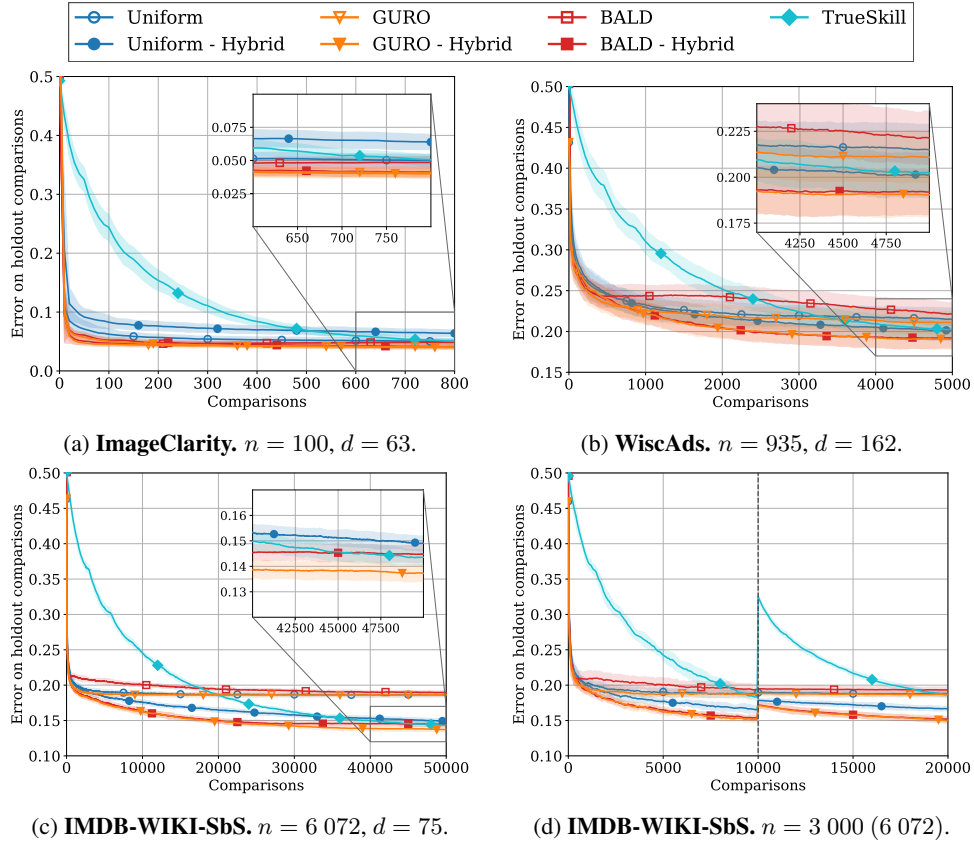 Uniform GURO BALD TrueSkill
Uniform - Hybrid GURO - Hybrid BALD - Hybrid
Error on holdout comparisons
0.5
0.4
0.3
0.2
0.1
0.0
0.075
0.050
0.025
650 700 750
0 100 200 300 400 500 600 700 800
Comparisons
(a) ImageClarity. n = 100, d = 63.
Error on holdout comparisons
0.50
0.45
0.40
0.35
0.30
0.25
0.20
0.15
0.225
0.200
0.175
4250 4500 4750
0 1000 2000 3000 4000 5000
Comparisons
(b) WiscAds. n = 935, d = 162.
Error on holdout comparisons
0.50
0.45
0.40
0.35
0.30
0.25
0.20
0.15
0.10
0.16
0.15
0.14
0.13
42500 45000 47500
0 10000 20000 30000 40000 50000
Comparisons
(c) IMDB-WIKI-SbS. n = 6 072, d = 75.
Error on holdout comparisons
0.50
0.45
0.40
0.35
0.30
0.25
0.20
0.15
0.10
0 5000 10000 15000 20000
Comparisons
(d) IMDB-WIKI-SbS. n = 3 000 (6 072).